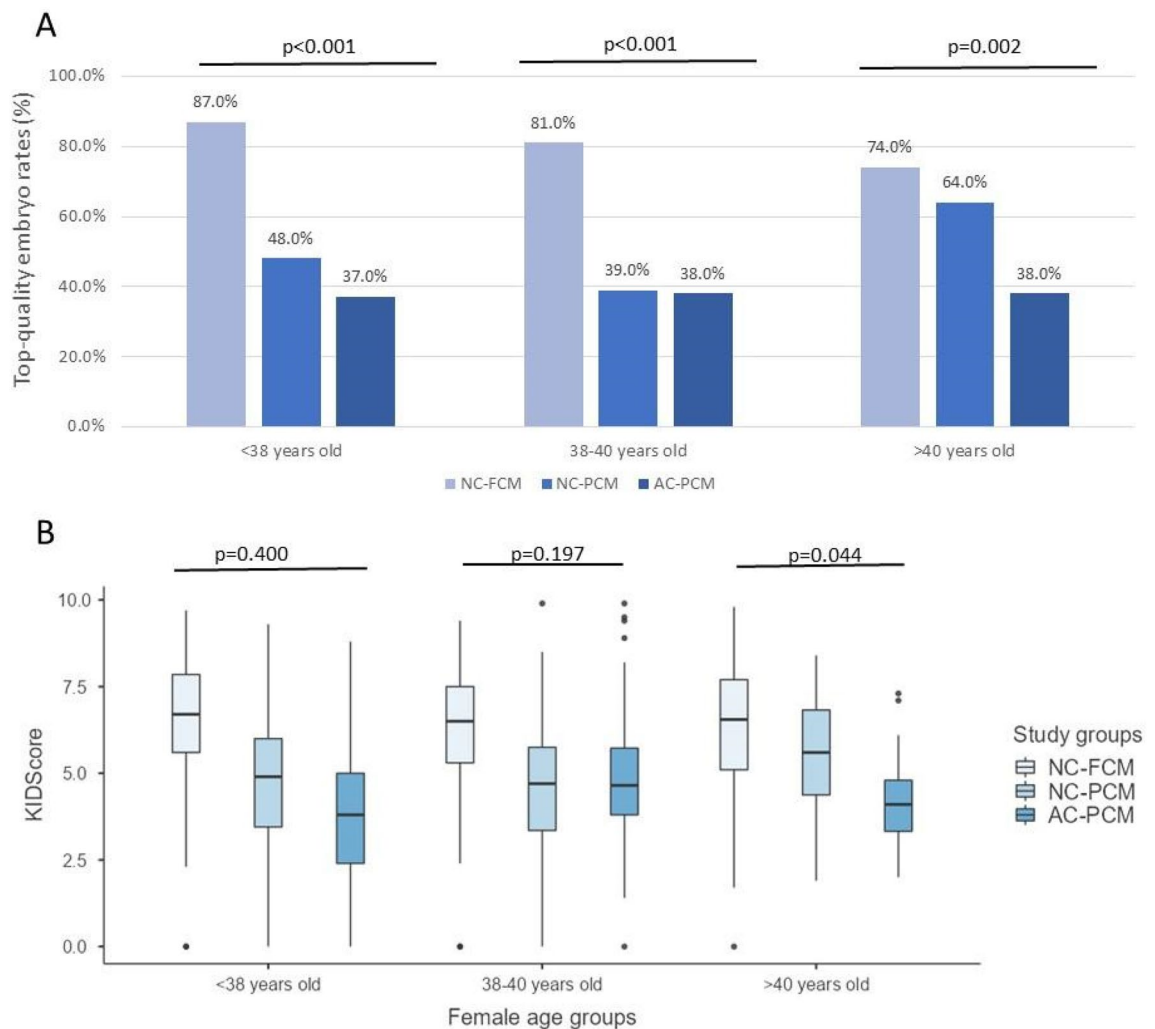 A
p<0.001 p<0.001 p=0.002
Top-quality embryo rates (%)
100.0%
80.0%
60.0%
40.0%
20.0%
0.0%
87.0% 48.0% 37.0%
81.0% 39.0% 38.0%
74.0% 64.0% 38.0%
<38 years old 38-40 years old >40 years old
NC-FCM NC-PCM AC-PCM
B
p=0.400 p=0.197 p=0.044
KIDScore
10.0
7.5
5.0
2.5
0.0
<38 years old 38-40 years old >40 years old
Female age groups
Study groups
NC-FCM
NC-PCM
AC-PCM